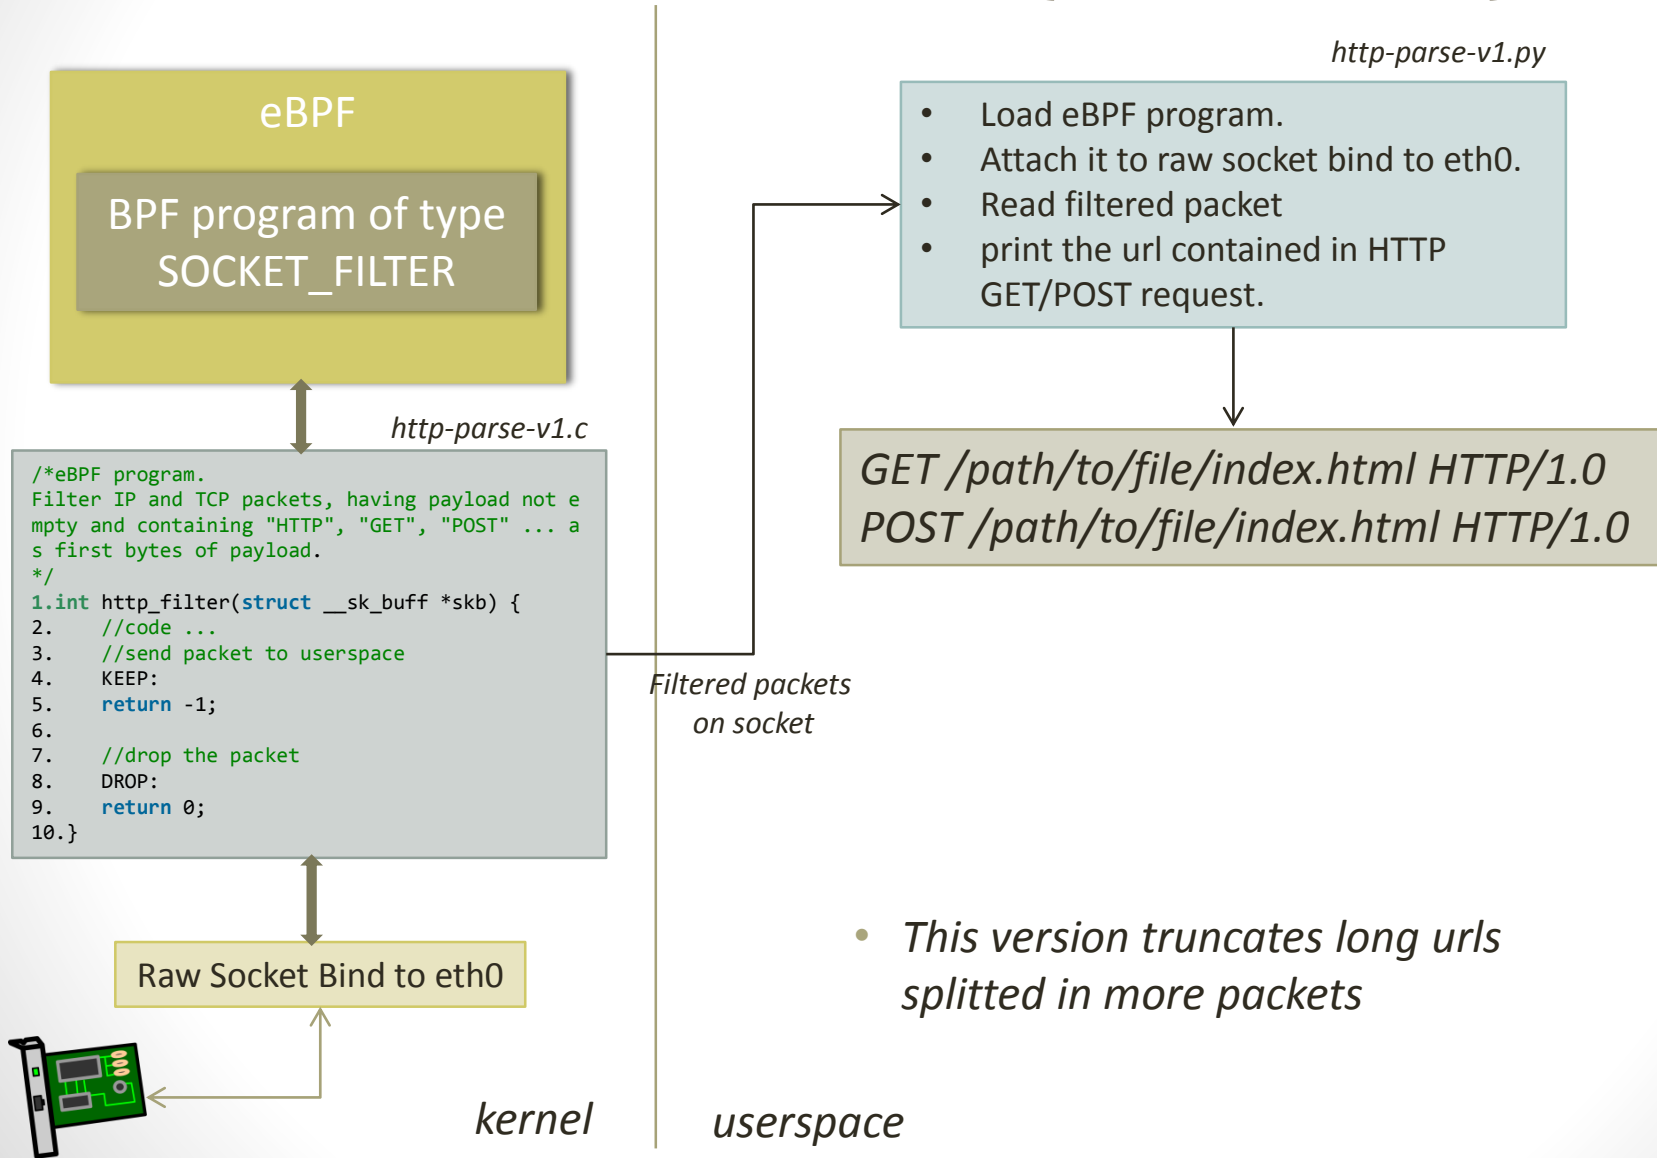 eBPF
BPF program of type
SOCKET_FILTER
http-parse-v1.c
/*eBPF program.
Filter IP and TCP packets, having payload not e
mpty and containing "HTTP", "GET", "POST" ... a
s first bytes of payload.
*/
1.int http_filter(struct __sk_buff *skb) {
2.    //code ...
3.    //send packet to userspace
4.    KEEP:
5.    return -1;
6.
7.    //drop the packet
8.    DROP:
9.    return 0;
10.}
Raw Socket Bind to eth0
kernel
http-parse-v1.py
• Load eBPF program.
• Attach it to raw socket bind to eth0.
• Read filtered packet
• print the url contained in HTTP
GET/POST request.
GET /path/to/file/index.html HTTP/1.0
POST /path/to/file/index.html HTTP/1.0
Filtered packets
on socket
• This version truncates long urls
splitted in more packets
userspace